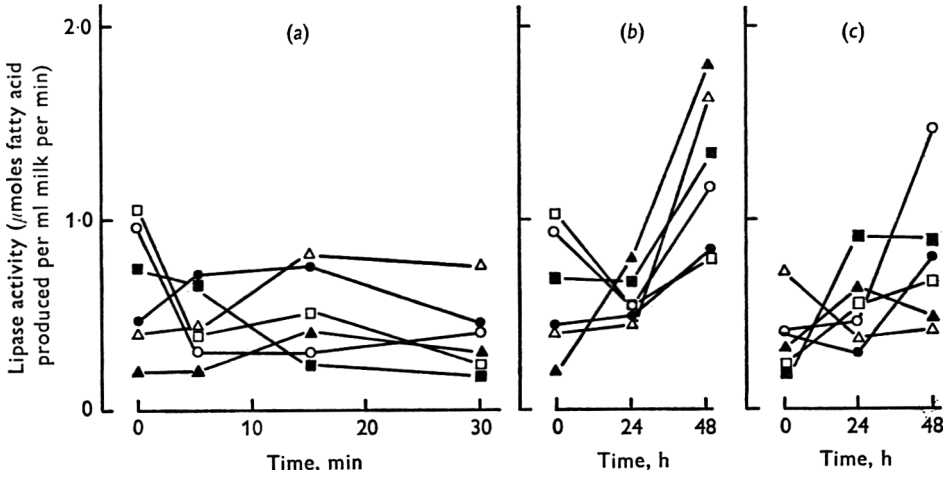 Lipase activity (μmoles fatty acid
produced per ml milk per min)
2·0
1·0
0
(a)
0 10 20 30
Time, min
(b)
0 24 48
Time, h
(c)
0 24 48
Time, h